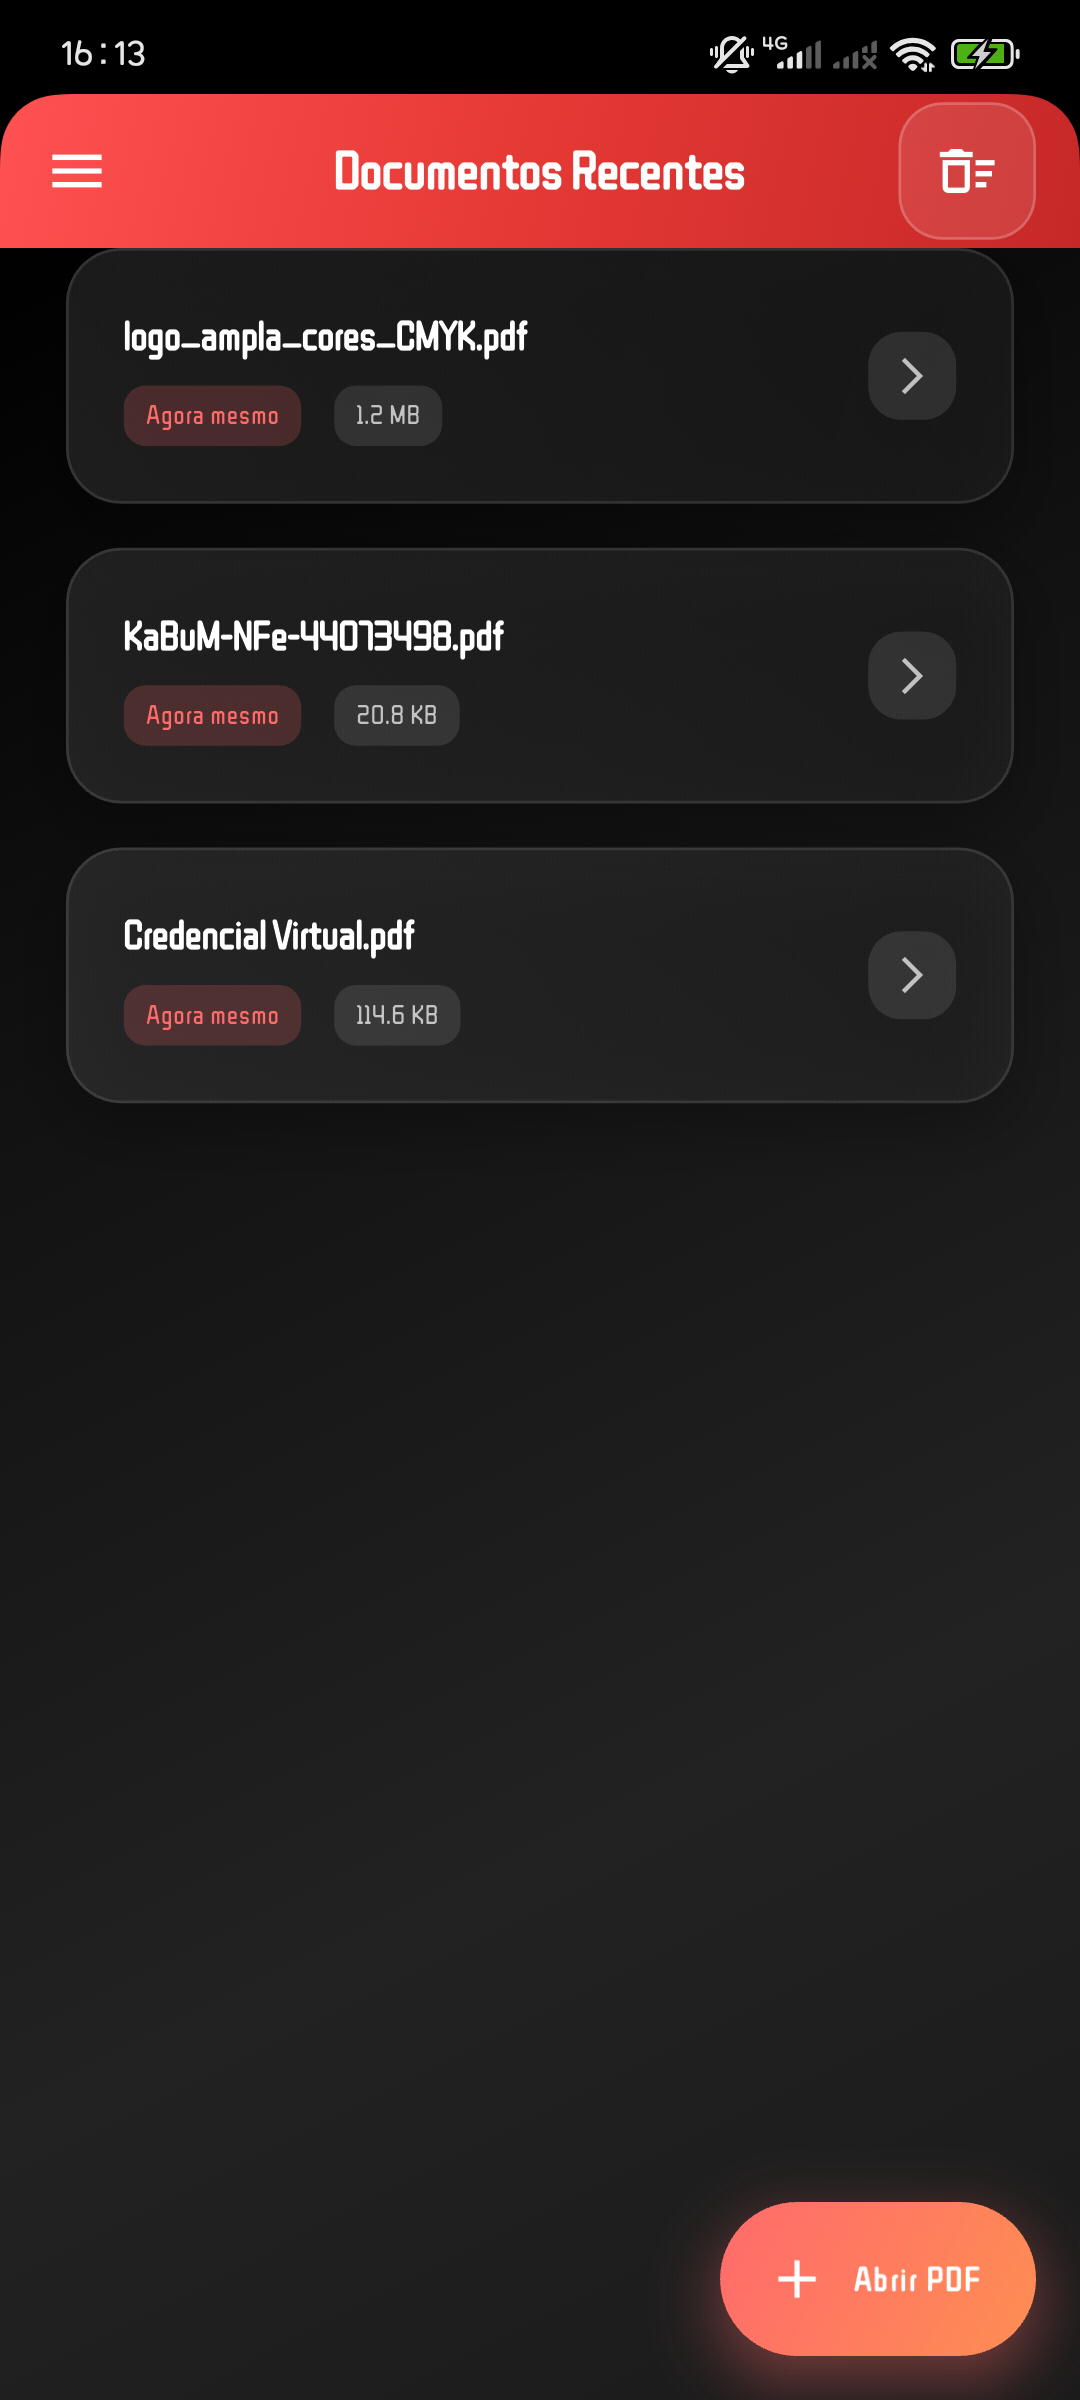 16:13
4G
Documentos Recentes
logo_ampla_cores_CMYK.pdf
Agora mesmo
1.2 MB
KaBuM-NFe-44073498.pdf
Agora mesmo
20.8 KB
Credencial Virtual.pdf
Agora mesmo
114.6 KB
Abrir PDF